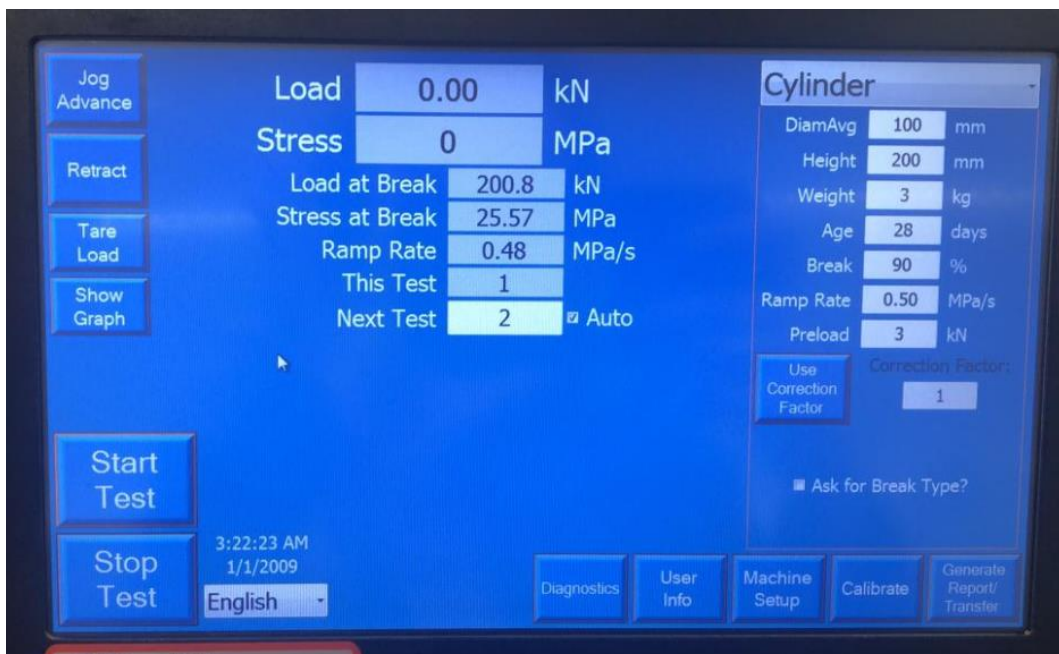 Jog
Advance
Retract
Tare
Load
Show
Graph
Load 0.00 kN
Stress 0 MPa
Load at Break 200.8 kN
Stress at Break 25.57 MPa
Ramp Rate 0.48 MPa/s
This Test 1
Next Test 2 Auto
Cylinder
DiamAvg 100 mm
Height 200 mm
Weight 3 kg
Age 28 days
Break 90 %
Ramp Rate 0.50 MPa/s
Preload 3 kN
Use
Correction
Factor
Correction Factor:
1
Ask for Break Type?
Start
Test
Stop
Test
3:22:23 AM
1/1/2009
English
Diagnostics
User
Info
Machine
Setup
Calibrate
Generate
Report/
Transfer